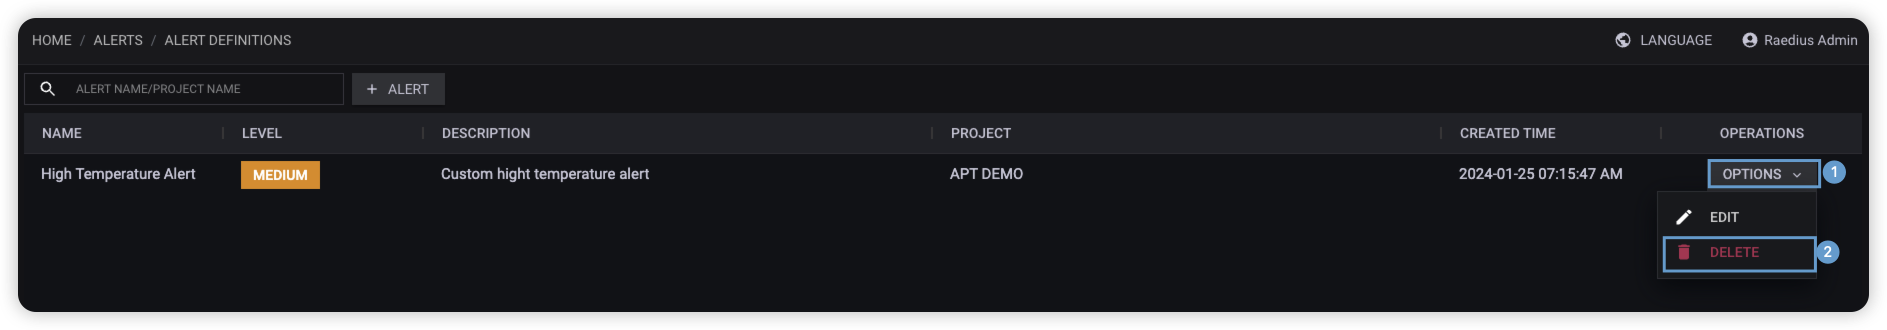 HOME / ALERTS / ALERT DEFINITIONS LANGUAGE Raedius Admin
ALERT NAME/PROJECT NAME + ALERT
NAME LEVEL DESCRIPTION PROJECT CREATED TIME OPERATIONS
High Temperature Alert MEDIUM Custom hight temperature alert APT DEMO 2024-01-25 07:15:47 AM OPTIONS 1
EDIT
DELETE 2